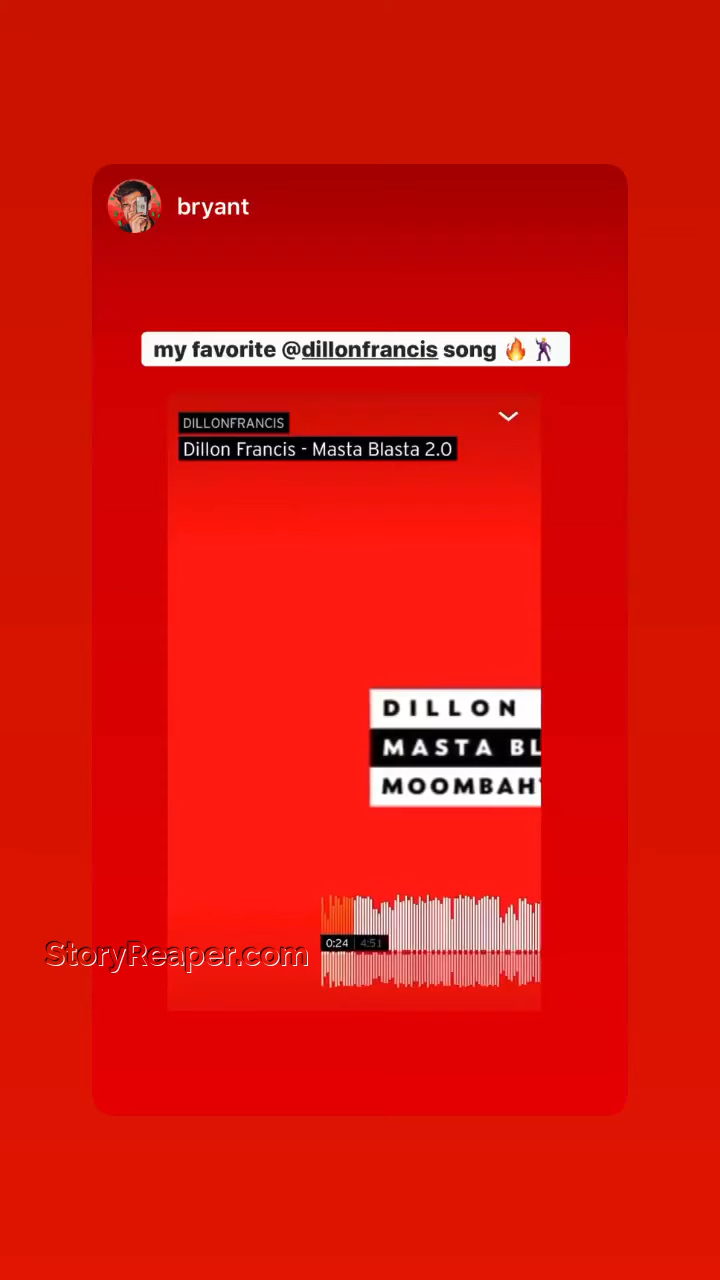 bryant
my favorite @dillonfrancis song 🔥🕺
DILLONFRANCIS
Dillon Francis - Masta Blasta 2.0
DILLON
MASTA BL
MOOMBAH
0:24 | 4:51
StoryReaper.com